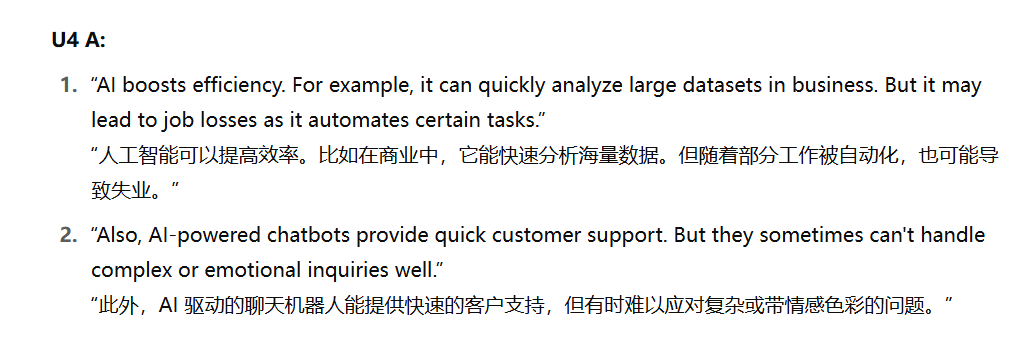 U4 A:
1. “AI boosts efficiency. For example, it can quickly analyze large datasets in business. But it may
lead to job losses as it automates certain tasks.”
“人工智能可以提高效率。比如在商业中，它能快速分析海量数据。但随着部分工作被自动化，也可能导
致失业。”
2. “Also, AI-powered chatbots provide quick customer support. But they sometimes can't handle
complex or emotional inquiries well.”
“此外，AI 驱动的聊天机器人能提供快速的客户支持，但有时难以应对复杂或带情感色彩的问题。”